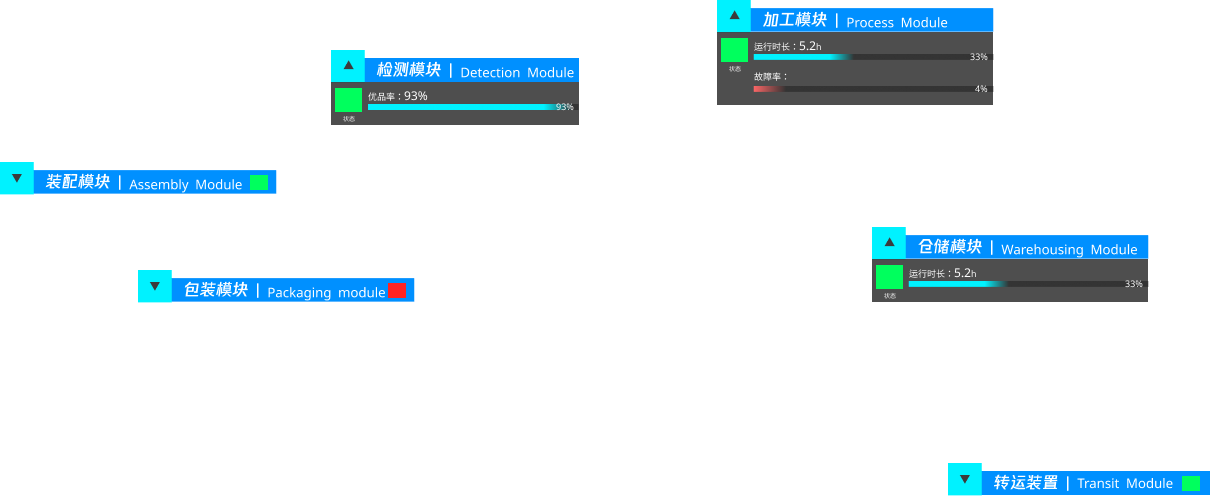 加工模块 | Process Module
运行时长：5.2h
33%
状态
故障率：
4%
检测模块 | Detection Module
优品率：93%
93%
状态
装配模块 | Assembly Module
仓储模块 | Warehousing Module
运行时长：5.2h
33%
状态
包装模块 | Packaging module
转运装置 | Transit Module